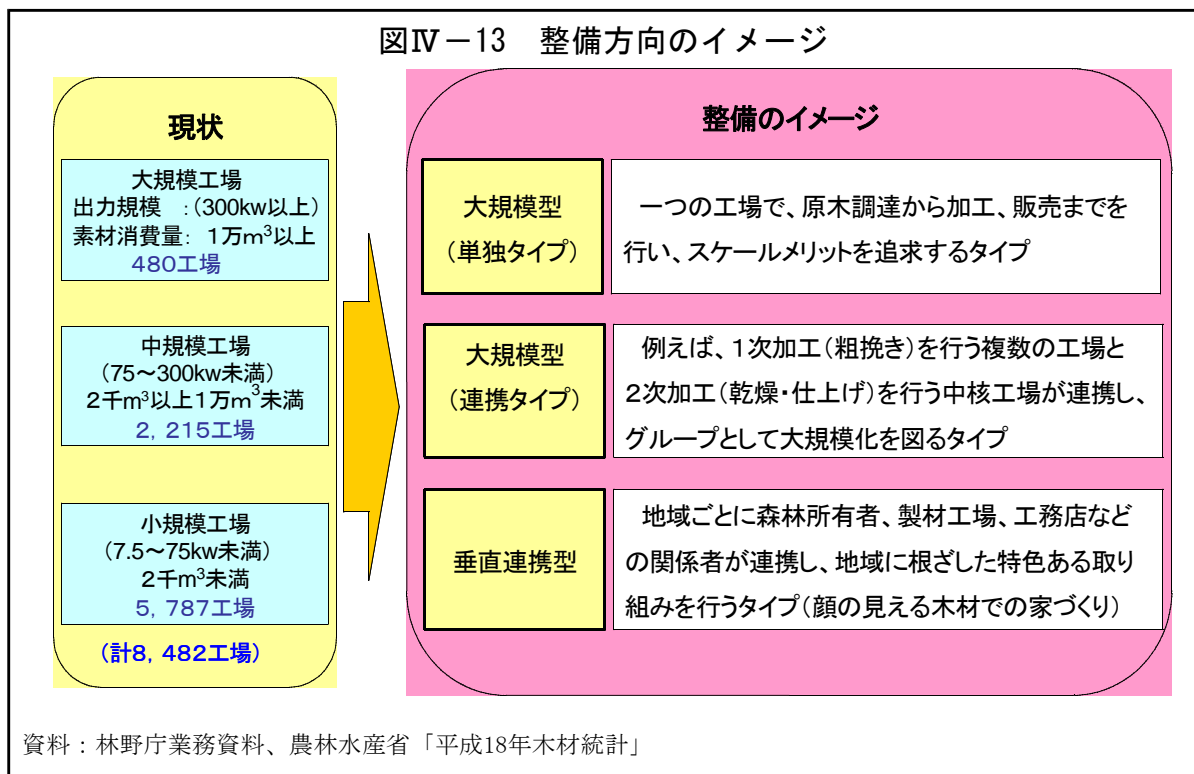 図Ⅳ－13　整備方向のイメージ
現状
大規模工場
出力規模　：(300kw以上)
素材消費量：　1万m³以上
480工場
中規模工場
(75～300kw未満)
2千m³以上1万m³未満
2，215工場
小規模工場
(7.5～75kw未満)
2千m³未満
5，787工場
(計8，482工場)
整備のイメージ
大規模型
(単独タイプ)
一つの工場で、原木調達から加工、販売までを
行い、スケールメリットを追求するタイプ
大規模型
(連携タイプ)
例えば、1次加工(粗挽き)を行う複数の工場と
2次加工(乾燥・仕上げ)を行う中核工場が連携し、
グループとして大規模化を図るタイプ
垂直連携型
地域ごとに森林所有者、製材工場、工務店など
の関係者が連携し、地域に根ざした特色ある取り
組みを行うタイプ(顔の見える木材での家づくり)
資料：林野庁業務資料、農林水産省「平成18年木材統計」